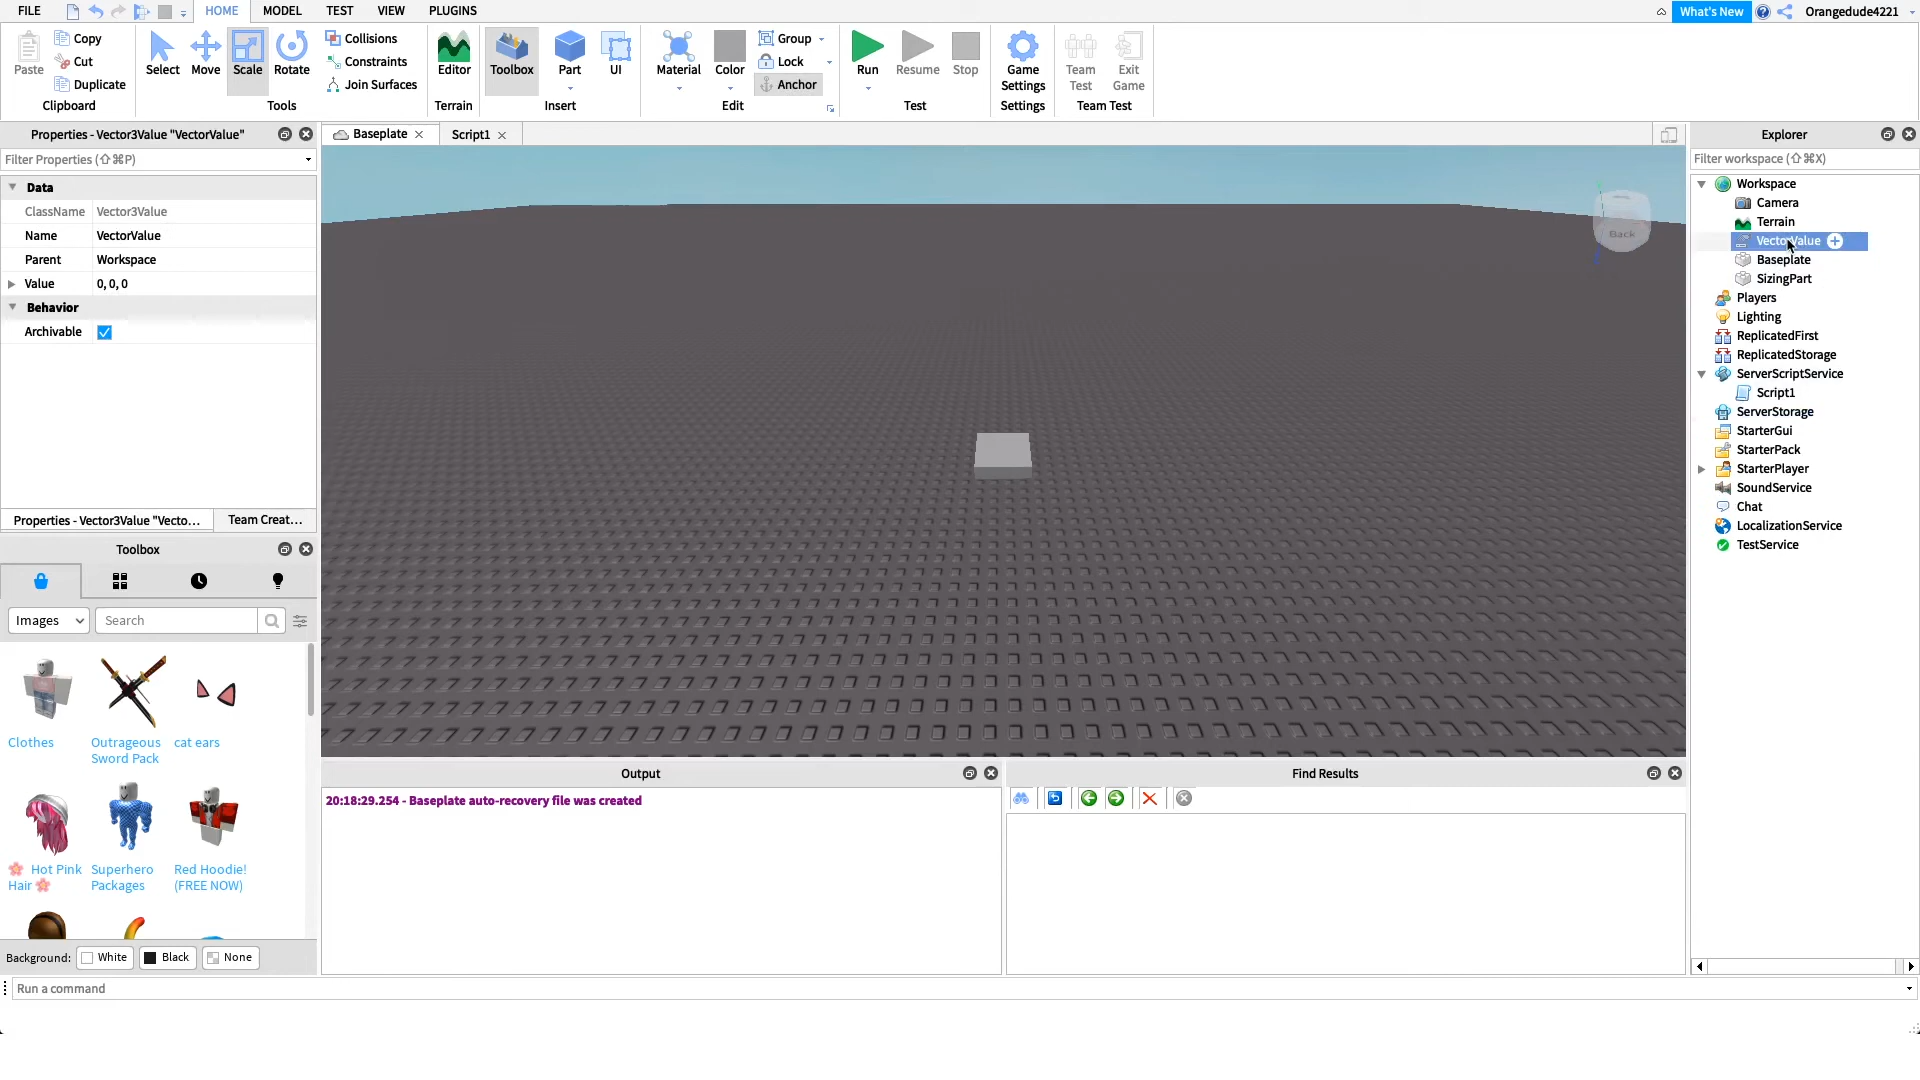 FILE HOME MODEL TEST VIEW PLUGINS What's New Orangedude4221
Paste Copy Cut Duplicate
Clipboard
Select Move Scale Rotate
Collisions
Constraints
Join Surfaces
Tools
Editor
Terrain
Toolbox Part UI
Insert
Material Color
Group
Lock
Anchor
Edit
Run Resume Stop
Test
Game Settings
Settings
Team Test
Exit Game
Team Test
Properties - Vector3Value "VectorValue"
Filter Properties (⇧⌘P)
Data
ClassName Vector3Value
Name VectorValue
Parent Workspace
Value 0, 0, 0
Behavior
Archivable
Properties - Vector3Value "Vecto... Team Creat...
Toolbox
Images Search
Clothes
Outrageous Sword Pack
cat ears
🌸 Hot Pink Hair 🌸
Superhero Packages
Red Hoodie! (FREE NOW)
Background: White Black None
Run a command
Baseplate Script1
Back
Output
20:18:29.254 - Baseplate auto-recovery file was created
Find Results
Explorer
Filter workspace (⇧⌘X)
Workspace
Camera
Terrain
VectorValue
Baseplate
SizingPart
Players
Lighting
ReplicatedFirst
ReplicatedStorage
ServerScriptService
Script1
ServerStorage
StarterGui
StarterPack
StarterPlayer
SoundService
Chat
LocalizationService
TestService